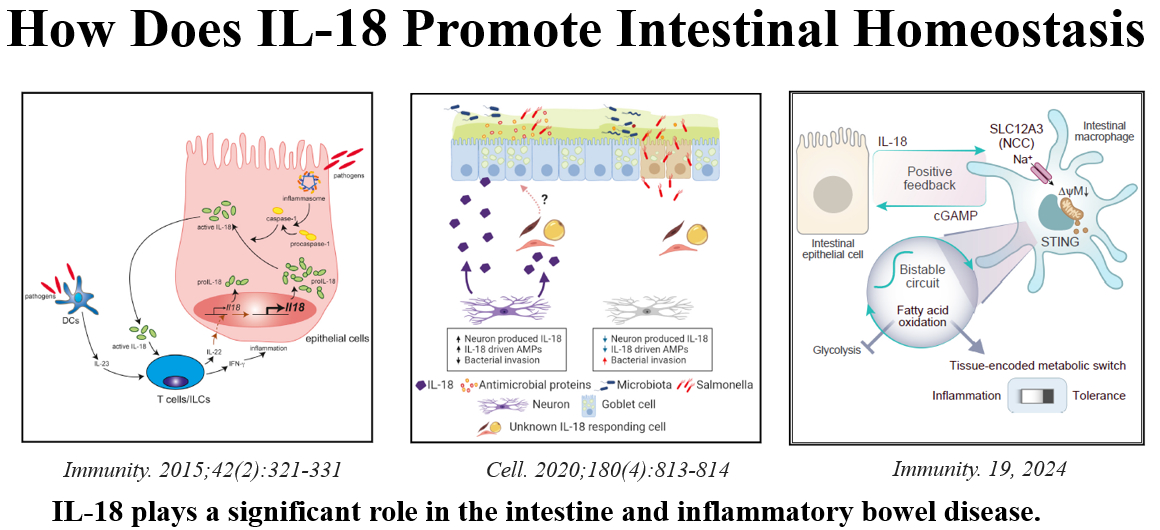 How Does IL-18 Promote Intestinal Homeostasis
pathogens
inflammasome
caspase-1
active IL-18
procaspase-1
proIL-18
proIL-18
Il18
Il18
epithelial cells
pathogens
DCs
active IL-18
IL-23
IL-22
IFN-γ
inflammation
T cells/ILCs
?
Neuron produced IL-18
IL-18 driven AMPs
Bacterial invasion
Neuron produced IL-18
IL-18 driven AMPs
Bacterial invasion
IL-18
Antimicrobial proteins
Microbiota
Salmonella
Neuron
Goblet cell
Unknown IL-18 responding cell
IL-18
SLC12A3
(NCC)
Na⁺
Intestinal
macrophage
Positive
feedback
ΔψM↓
cGAMP
STING
Intestinal
epithelial cell
Bistable
circuit
Fatty acid
oxidation
Glycolysis
Tissue-encoded metabolic switch
Inflammation
Tolerance
Immunity. 2015;42(2):321-331
Cell. 2020;180(4):813-814
Immunity. 19, 2024
IL-18 plays a significant role in the intestine and inflammatory bowel disease.